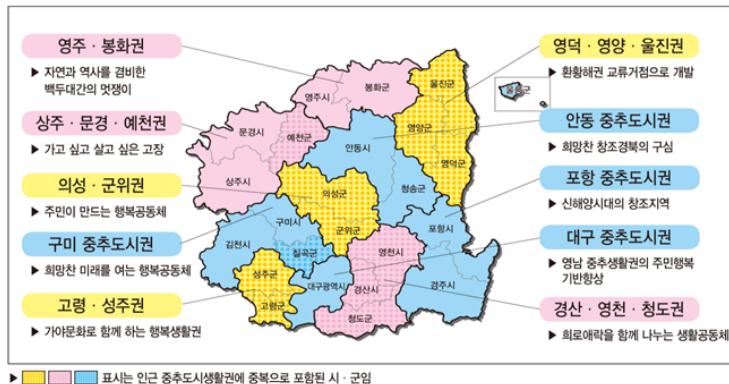 영주 · 봉화권
▶ 자연과 역사를 겸비한
백두대간의 멋쟁이
상주 · 문경 · 예천권
▶ 가고 싶고 살고 싶은 고장
의성 · 군위권
▶ 주민이 만드는 행복공동체
구미 중추도시권
▶ 희망찬 미래를 여는 행복공동체
고령 · 성주권
▶ 가야문화로 함께 하는 행복생활권
영주시
봉화군
울진군
문경시
예천군
안동시
영양군
영덕군
상주시
의성군
청송군
구미시
군위군
포항시
김천시
칠곡군
영천시
성주군
대구광역시
경산시
경주시
고령군
청도군
영덕 · 영양 · 울진권
▶ 환황해권 교류거점으로 개발
안동 중추도시권
▶ 희망찬 창조경북의 구심
포항 중추도시권
▶ 신해양시대의 창조지역
대구 중추도시권
▶ 영남 중추생활권의 주민행복
기반향상
경산 · 영천 · 청도권
▶ 희로애락을 함께 나누는 생활공동체
▶ 표시는 인근 중추도시생활권에 중복으로 포함된 시 · 군임